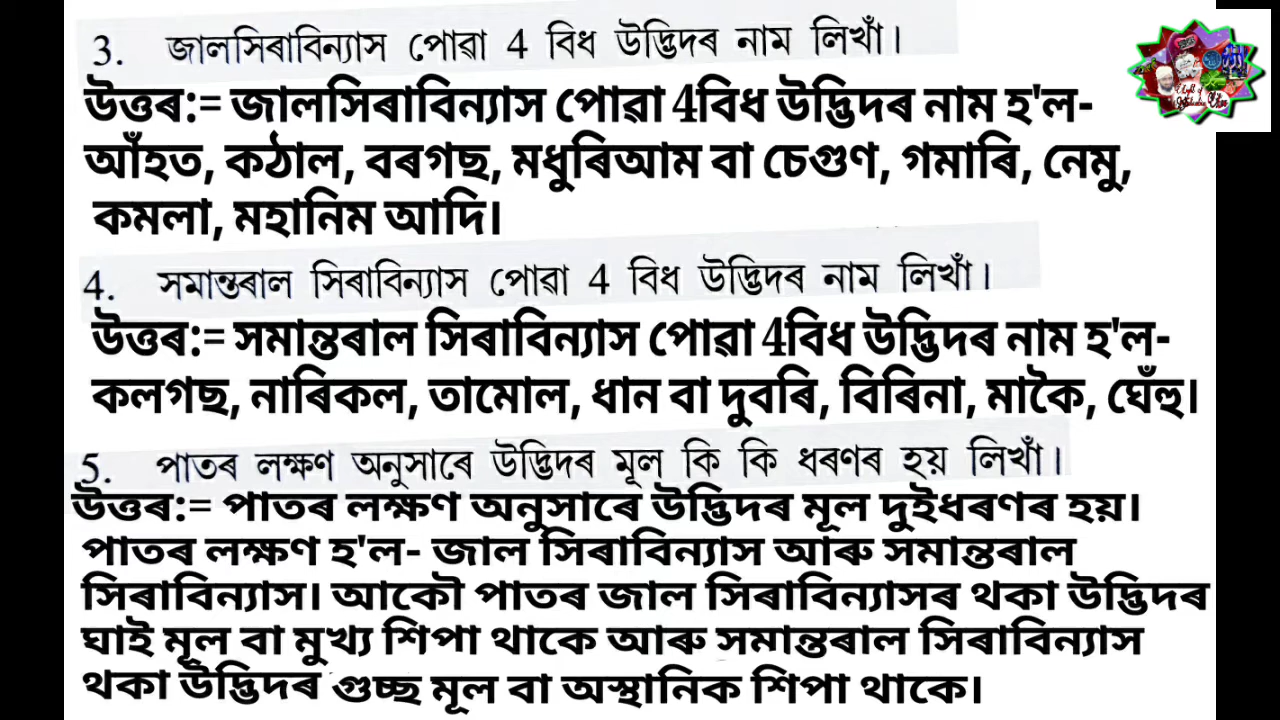 3. জালসিৰাবিন্যাস পোৱা 4 বিধ উদ্ভিদৰ নাম লিখাঁ।
উত্তৰ:= জালসিৰাবিন্যাস পোৱা 4বিধ উদ্ভিদৰ নাম হ'ল-
আঁহত, কঠাল, বৰগছ, মধুৰিআম বা চেগুণ, গমাৰি, নেমু,
কমলা, মহানিম আদি।
4. সমান্তৰাল সিৰাবিন্যাস পোৱা 4 বিধ উদ্ভিদৰ নাম লিখাঁ।
উত্তৰ:= সমান্তৰাল সিৰাবিন্যাস পোৱা 4বিধ উদ্ভিদৰ নাম হ'ল-
কলগছ, নাৰিকল, তামোল, ধান বা দুবৰি, বিৰিনা, মাকৈ, ঘেঁহু।
5. পাতৰ লক্ষণ অনুসাৰে উদ্ভিদৰ মূল কি কি ধৰণৰ হয় লিখাঁ।
উত্তৰ:= পাতৰ লক্ষণ অনুসাৰে উদ্ভিদৰ মূল দুইধৰণৰ হয়।
পাতৰ লক্ষণ হ'ল- জাল সিৰাবিন্যাস আৰু সমান্তৰাল
সিৰাবিন্যাস। আকৌ পাতৰ জাল সিৰাবিন্যাসৰ থকা উদ্ভিদৰ
ঘাই মূল বা মুখ্য শিপা থাকে আৰু সমান্তৰাল সিৰাবিন্যাস
থকা উদ্ভিদৰ গুচ্ছ মূল বা অস্থানিক শিপা থাকে।